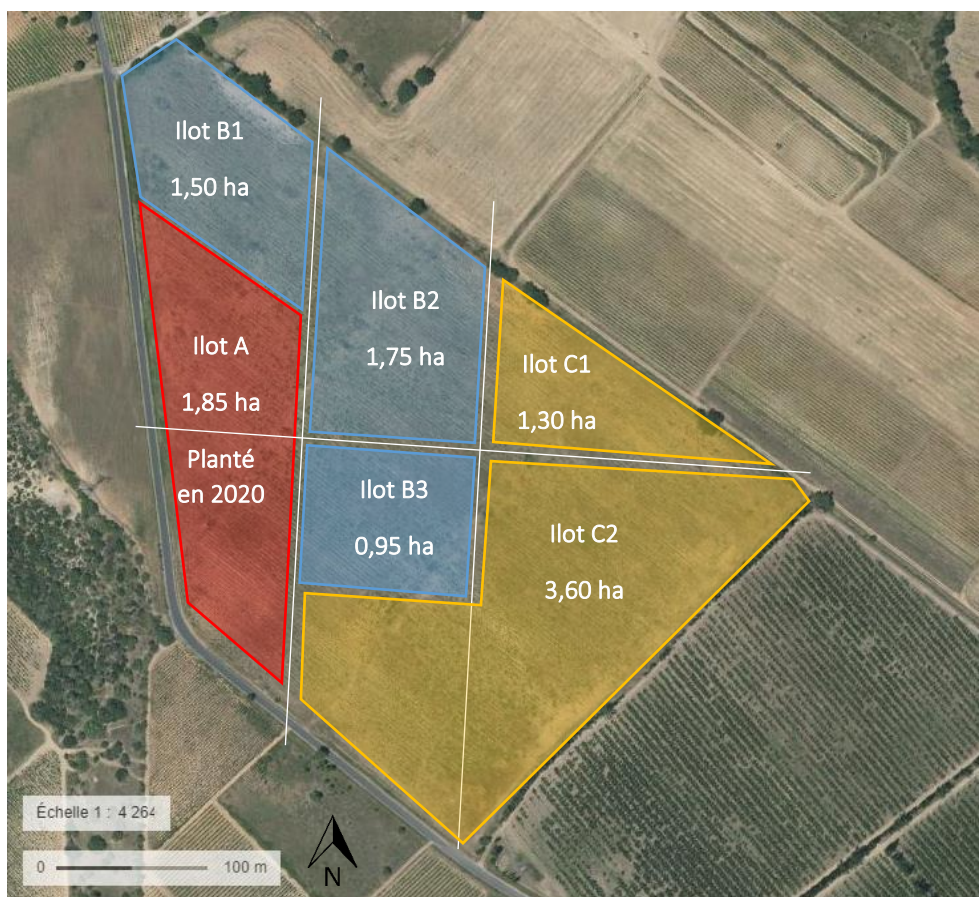 Ilot B1
1,50 ha
Ilot B2
1,75 ha
Ilot A
1,85 ha
Planté
en 2020
Ilot C1
1,30 ha
Ilot B3
0,95 ha
Ilot C2
3,60 ha
Échelle 1 : 4 264
0 100 m
N